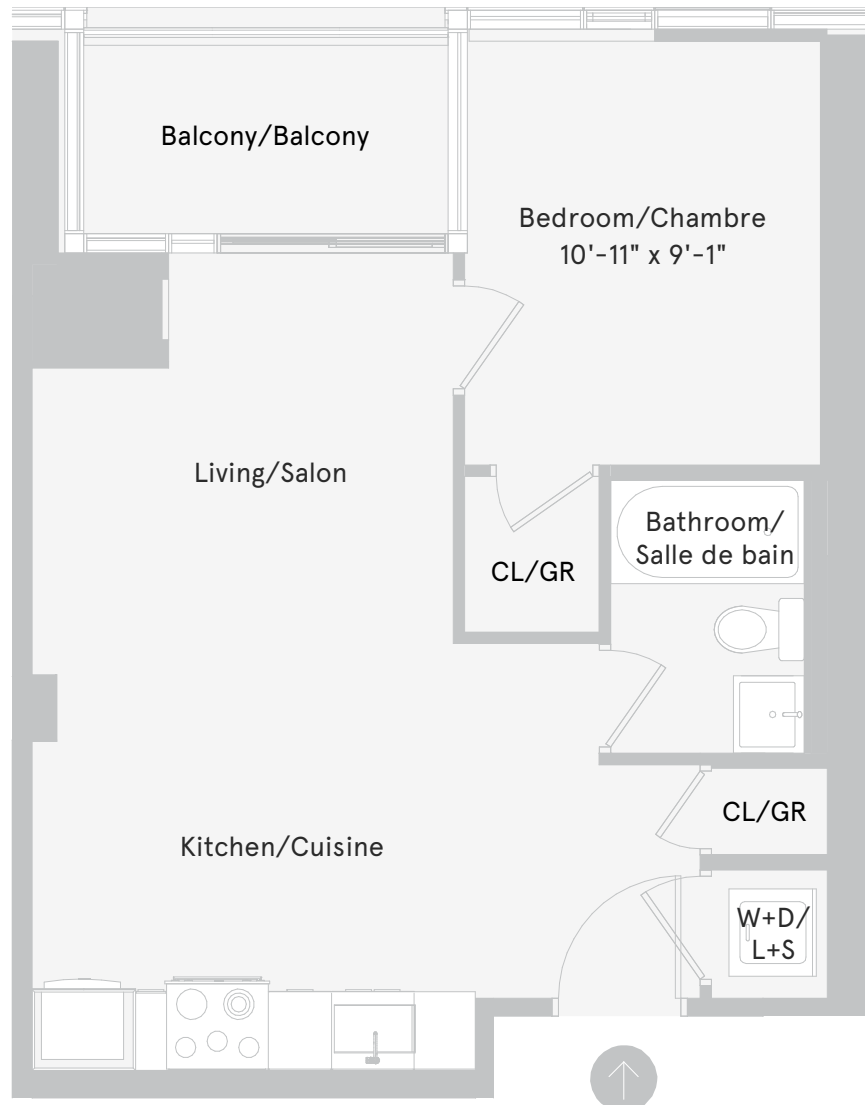 Balcony/Balcony
Bedroom/Chambre
10'-11" x 9'-1"
Living/Salon
Bathroom/
Salle de bain
CL/GR
CL/GR
Kitchen/Cuisine
W+D/
L+S